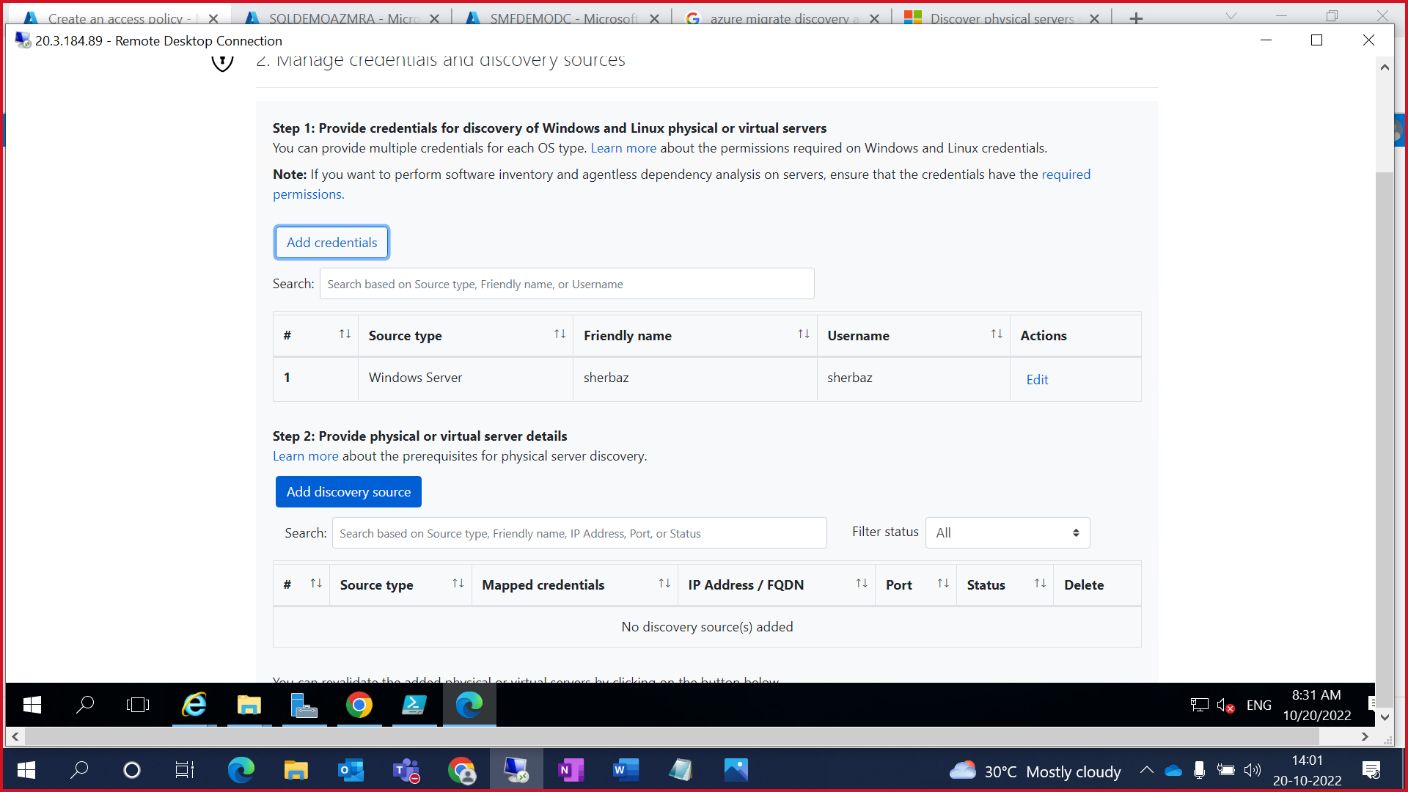 Create an access policy -
SQLDEMOAZMRA - Micro
SMFDEMODC - Microsoft
azure migrate discovery a
Discover physical servers
20.3.184.89 - Remote Desktop Connection
2. Manage credentials and discovery sources
Step 1: Provide credentials for discovery of Windows and Linux physical or virtual servers
You can provide multiple credentials for each OS type. Learn more about the permissions required on Windows and Linux credentials.
Note: If you want to perform software inventory and agentless dependency analysis on servers, ensure that the credentials have the required
permissions.
Add credentials
Search: Search based on Source type, Friendly name, or Username
# Source type Friendly name Username Actions
1 Windows Server sherbaz sherbaz Edit
Step 2: Provide physical or virtual server details
Learn more about the prerequisites for physical server discovery.
Add discovery source
Search: Search based on Source type, Friendly name, IP Address, Port, or Status Filter status All
# Source type Mapped credentials IP Address / FQDN Port Status Delete
No discovery source(s) added
You can revalidate the added physical or virtual servers by clicking on the button below
ENG
8:31 AM
10/20/2022
30°C Mostly cloudy
14:01
20-10-2022